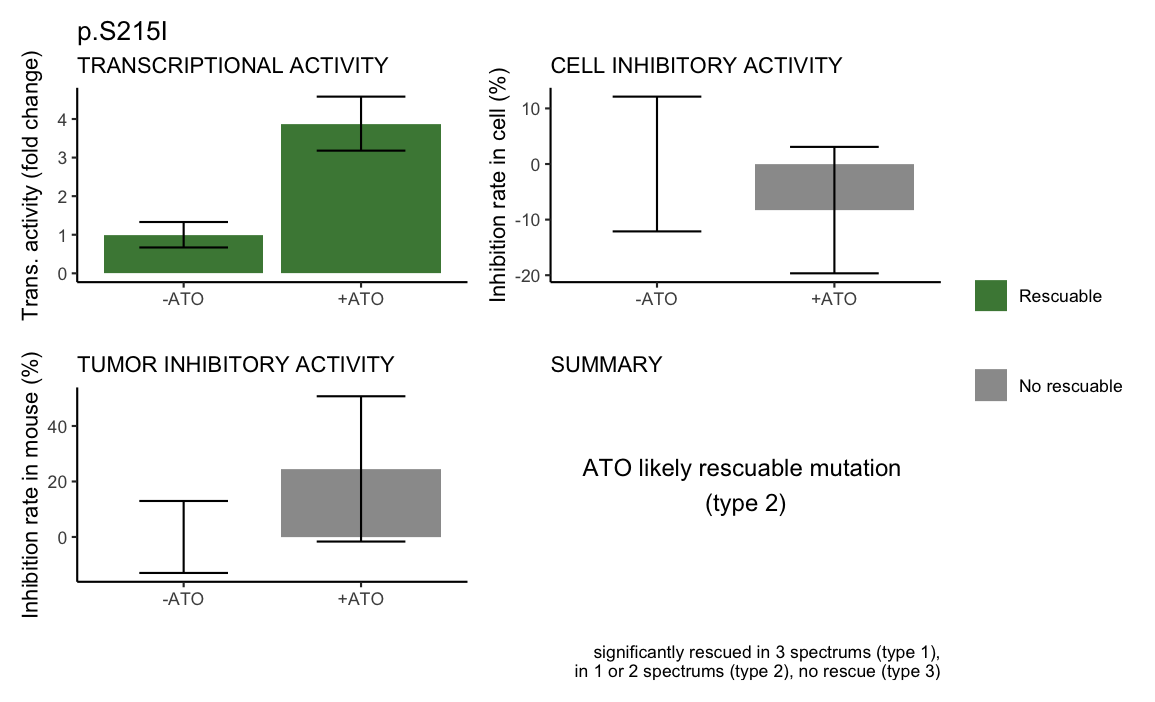 p.S215I
TRANSCRIPTIONAL ACTIVITY
Trans. activity (fold change)
4
3
2
1
0
-ATO
+ATO
CELL INHIBITORY ACTIVITY
Inhibition rate in cell (%)
10
0
-10
-20
-ATO
+ATO
Rescuable
No rescuable
TUMOR INHIBITORY ACTIVITY
Inhibition rate in mouse (%)
40
20
0
-ATO
+ATO
SUMMARY
ATO likely rescuable mutation
(type 2)
significantly rescued in 3 spectrums (type 1),
in 1 or 2 spectrums (type 2), no rescue (type 3)